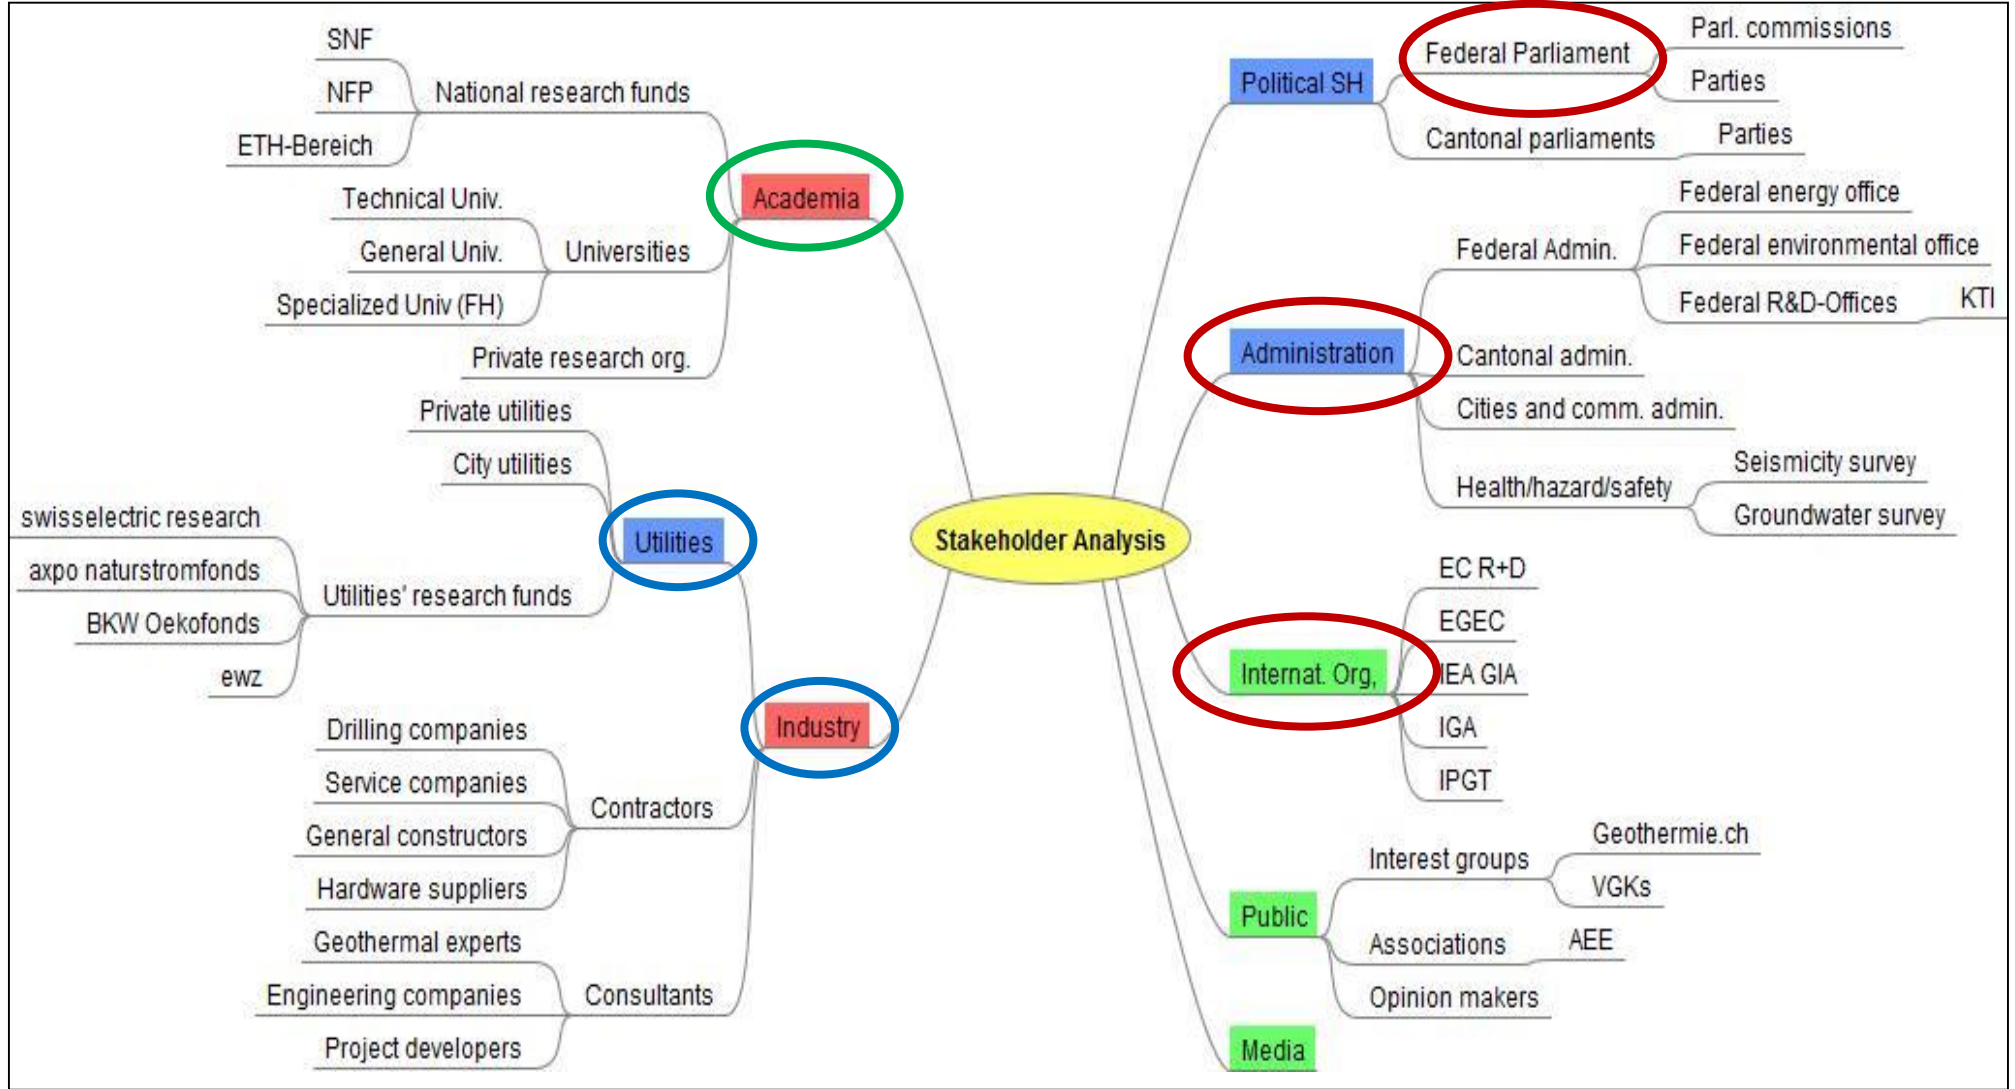 SNF
NFP
National research funds
ETH-Bereich
Academia
Technical Univ.
General Univ.
Universities
Specialized Univ (FH)
Private research org.
Private utilities
City utilities
Utilities
swisselectric research
axpo naturstromfonds
Utilities' research funds
BKW Oekofonds
ewz
Industry
Drilling companies
Service companies
Contractors
General constructors
Hardware suppliers
Geothermal experts
Engineering companies
Consultants
Project developers
Stakeholder Analysis
Political SH
Federal Parliament
Parl. commissions
Parties
Cantonal parliaments
Parties
Administration
Federal Admin.
Federal energy office
Federal environmental office
Federal R&D-Offices
KTI
Cantonal admin.
Cities and comm. admin.
Health/hazard/safety
Seismicity survey
Groundwater survey
Internat. Org,
EC R+D
EGEC
IEA GIA
IGA
IPGT
Public
Interest groups
Geothermie.ch
VGKs
Associations
AEE
Opinion makers
Media